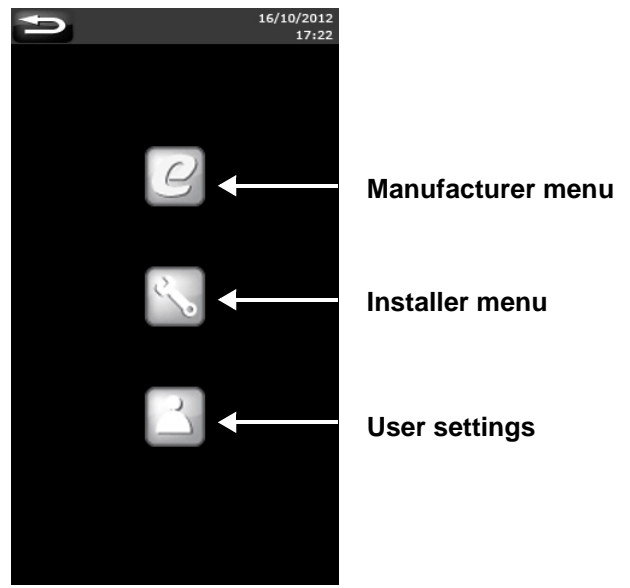 16/10/2012
17:22
e
Manufacturer menu
Installer menu
User settings